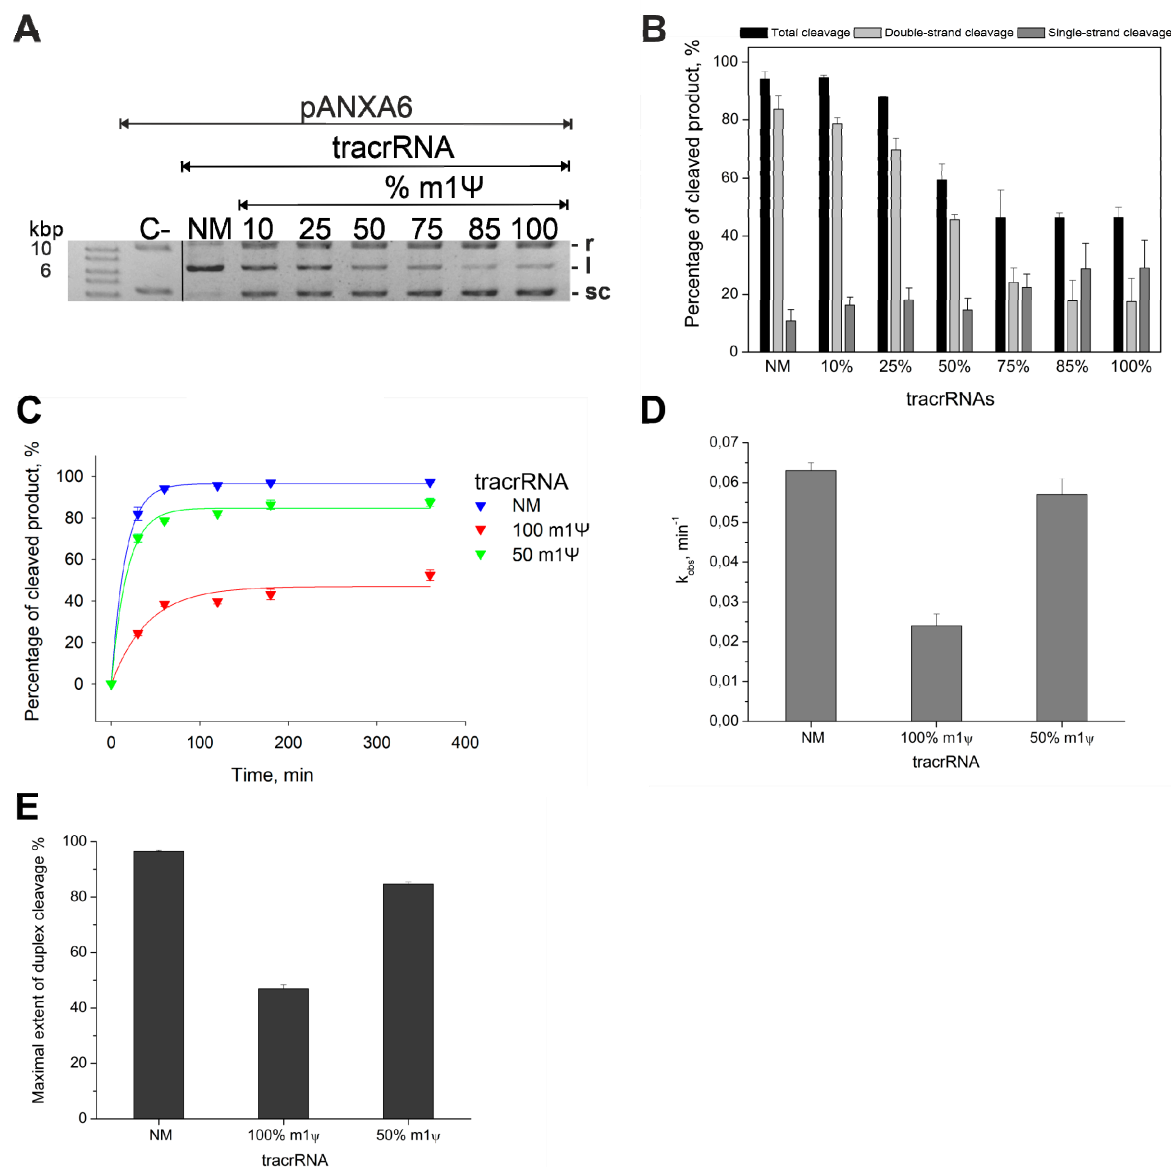 A
pANXA6
tracrRNA
% m1Ψ
kbp
C- NM 10 25 50 75 85 100
10
6
- r
- l
- sc
B
Total cleavage Double-strand cleavage Single-strand cleavage
Percentage of cleaved product, %
100
80
60
40
20
0
NM 10% 25% 50% 75% 85% 100%
tracrRNAs
C
Percentage of cleaved product, %
100
80
60
40
20
0
0 100 200 300 400
Time, min
tracrRNA
NM
100 m1Ψ
50 m1Ψ
D
kobs, min-1
0,07
0,06
0,05
0,04
0,03
0,02
0,01
0,00
NM 100% m1ψ 50% m1ψ
tracrRNA
E
Maximal extent of duplex cleavage %
100
80
60
40
20
0
NM 100% m1ψ 50% m1ψ
tracrRNA